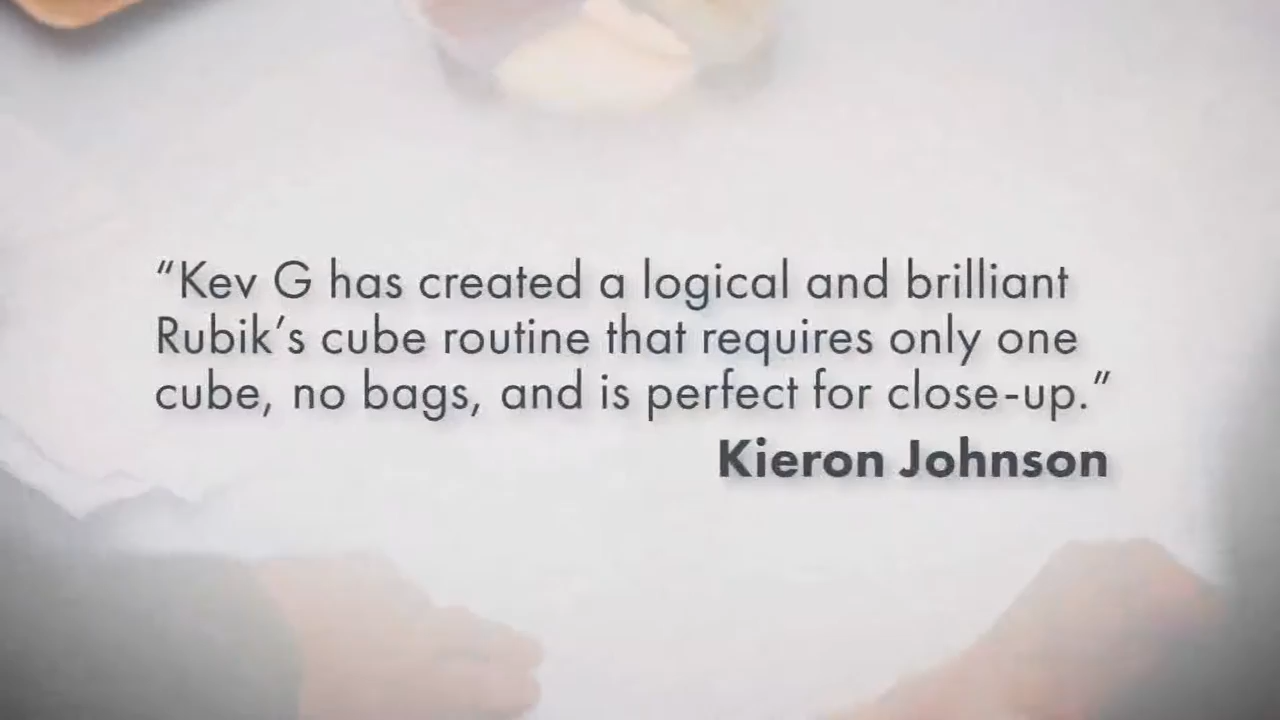 “Kev G has created a logical and brilliant
Rubik’s cube routine that requires only one
cube, no bags, and is perfect for close-up.”
Kieron Johnson